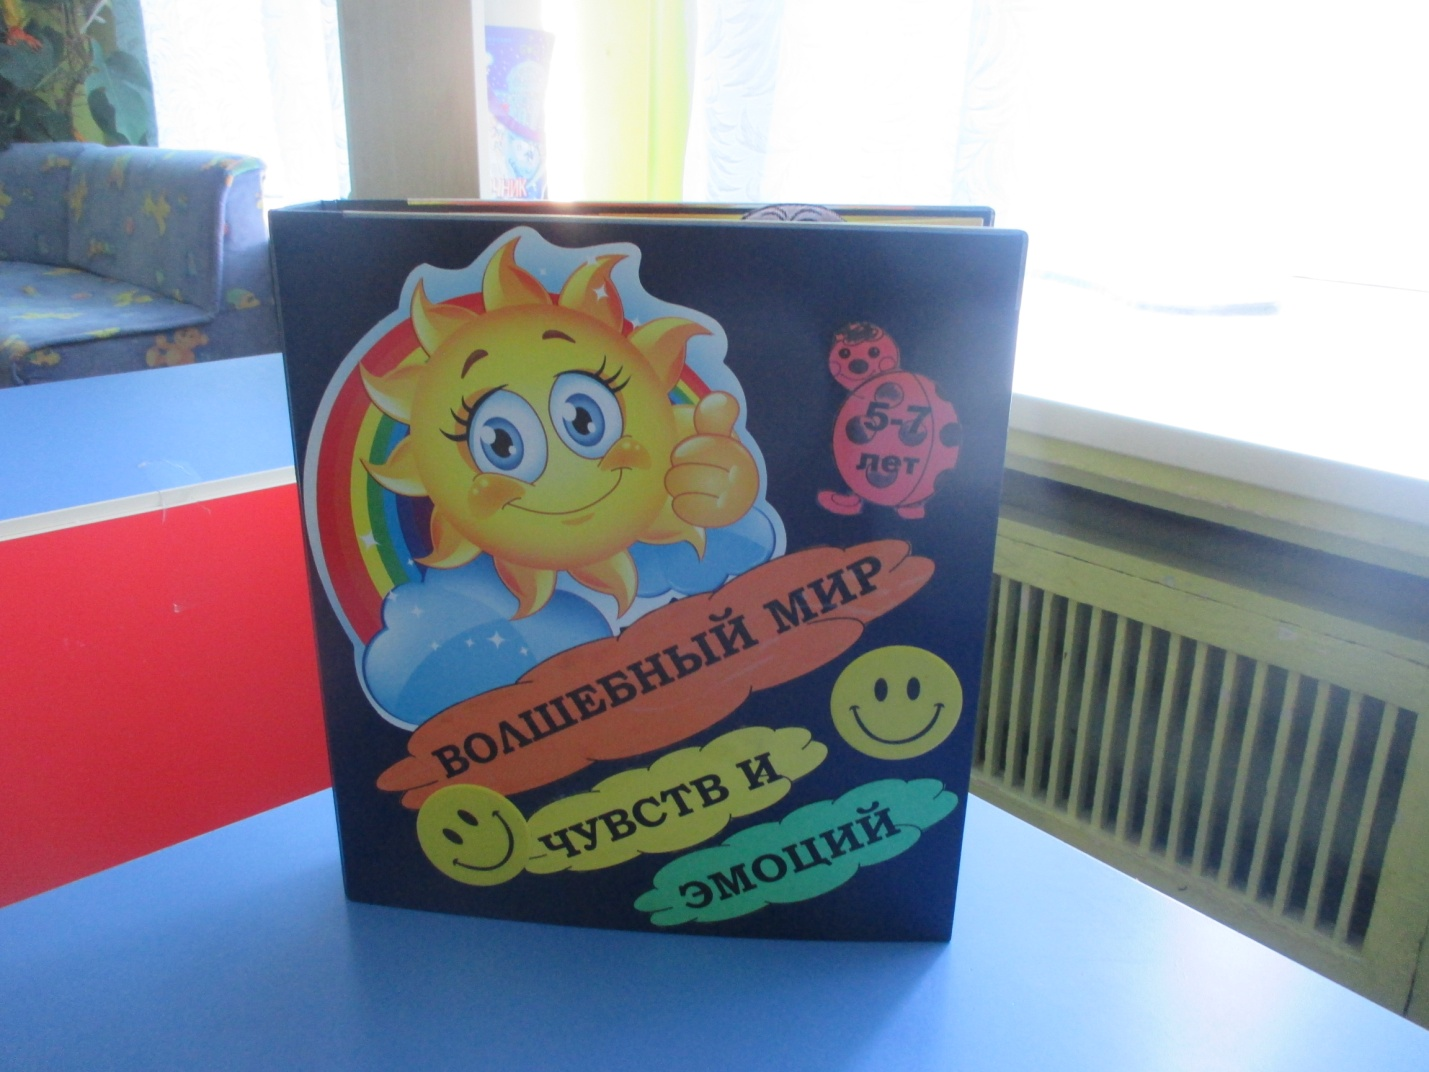 5-7
лет
ВОЛШЕБНЫЙ МИР
ЧУВСТВ И
ЭМОЦИЙ